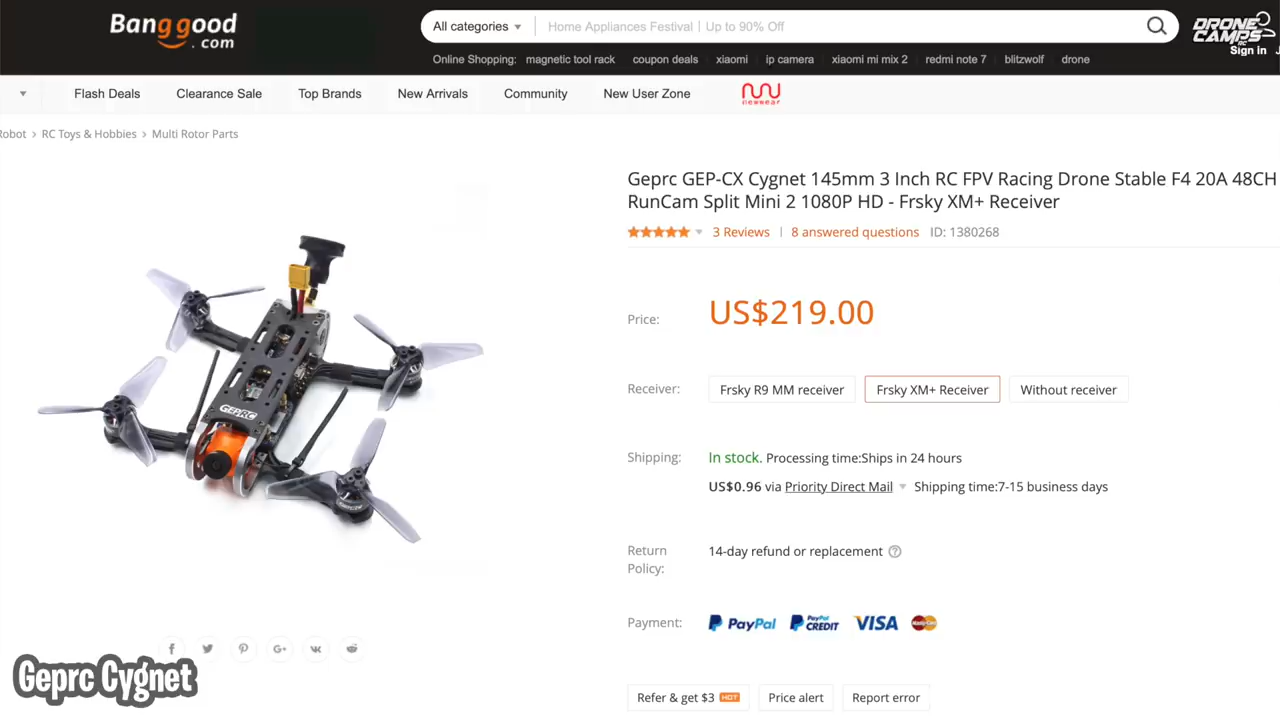 Banggood
.com
All categories
Home Appliances Festival | Up to 90% Off
DRONE
CAMPS
RC
Sign in
Online Shopping: magnetic tool rack coupon deals xiaomi ip camera xiaomi mi mix 2 redmi note 7 blitzwolf drone
Flash Deals Clearance Sale Top Brands New Arrivals Community New User Zone
newwear
Robot > RC Toys & Hobbies > Multi Rotor Parts
Geprc GEP-CX Cygnet 145mm 3 Inch RC FPV Racing Drone Stable F4 20A 48CH
RunCam Split Mini 2 1080P HD - Frsky XM+ Receiver
3 Reviews | 8 answered questions ID: 1380268
Price: US$219.00
Receiver: Frsky R9 MM receiver Frsky XM+ Receiver Without receiver
Shipping: In stock. Processing time:Ships in 24 hours
US$0.96 via Priority Direct Mail Shipping time:7-15 business days
Return
Policy:
14-day refund or replacement ?
Payment: PayPal PayPal CREDIT VISA MasterCard
GEPRC
Geprc Cygnet
Refer & get $3 HOT Price alert Report error